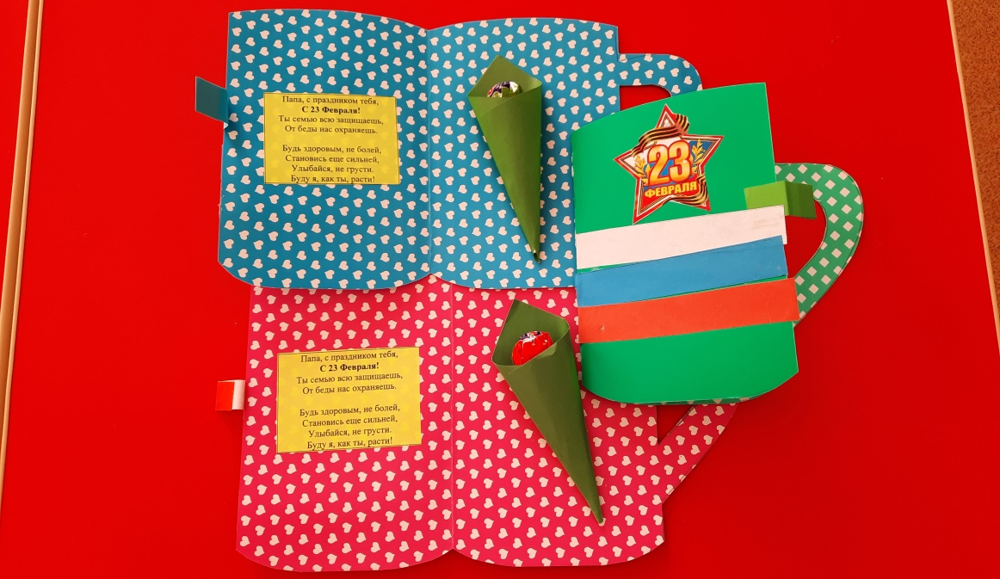 Папа, с праздником тебя,
С 23 Февраля!
Ты семью всю защищаешь,
От беды нас охраняешь.
Будь здоровым, не болей,
Становись еще сильней,
Улыбайся, не грусти.
Буду я, как ты, расти!
23
ФЕВРАЛЯ
Папа, с праздником тебя,
С 23 Февраля!
Ты семью всю защищаешь,
От беды нас охраняешь.
Будь здоровым, не болей,
Становись еще сильней,
Улыбайся, не грусти.
Буду я, как ты, расти!